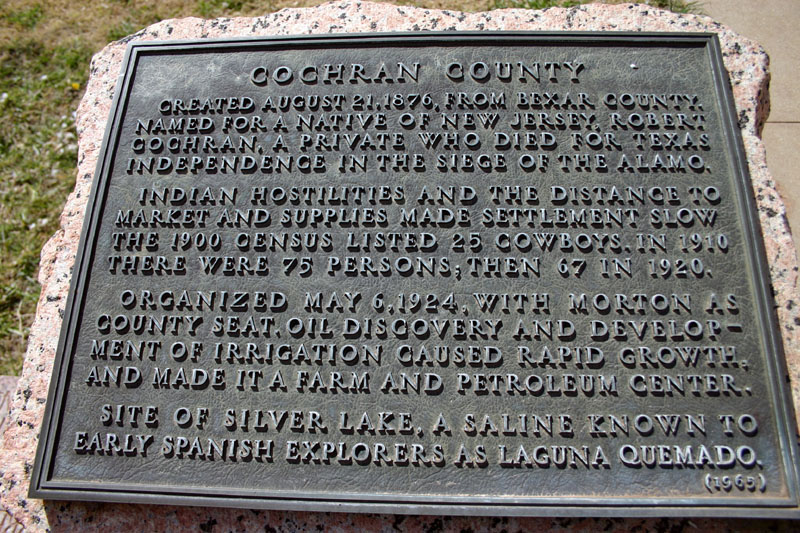 COCHRAN COUNTY
CREATED AUGUST 21, 1876, FROM BEXAR COUNTY.
NAMED FOR A NATIVE OF NEW JERSEY, ROBERT
COCHRAN, A PRIVATE WHO DIED FOR TEXAS
INDEPENDENCE IN THE SIEGE OF THE ALAMO.
INDIAN HOSTILITIES AND THE DISTANCE TO
MARKET AND SUPPLIES MADE SETTLEMENT SLOW
THE 1900 CENSUS LISTED 25 COWBOYS. IN 1910
THERE WERE 75 PERSONS; THEN 67 IN 1920.
ORGANIZED MAY 6, 1924, WITH MORTON AS
COUNTY SEAT. OIL DISCOVERY AND DEVELOP-
MENT OF IRRIGATION CAUSED RAPID GROWTH,
AND MADE IT A FARM AND PETROLEUM CENTER.
SITE OF SILVER LAKE, A SALINE KNOWN TO
EARLY SPANISH EXPLORERS AS LAGUNA QUEMADO.
(1965)